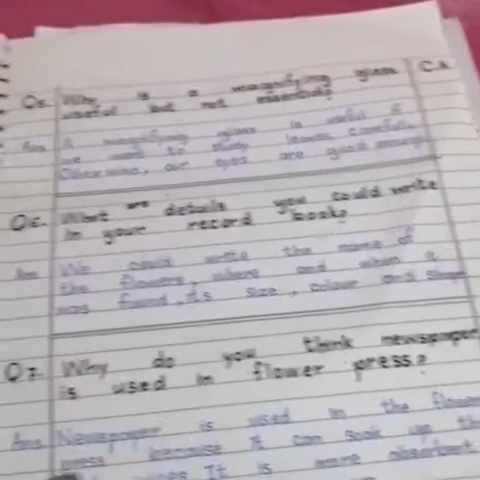 Q5. Why is a magnifying glass C.A
useful but not essential?
Ans A magnifying glass is useful if
we need to study leaves carefully
Otherwise, our eyes are good enough
Q6. What are details you could write
in your record book?
Ans We could write the name of
the flowers, where and when it
was found, its size, colour and shape
Q7. Why do you think newspaper
is used in flower press?
Ans Newspaper is used in the flower
press because it can soak up the
It is more absorbent